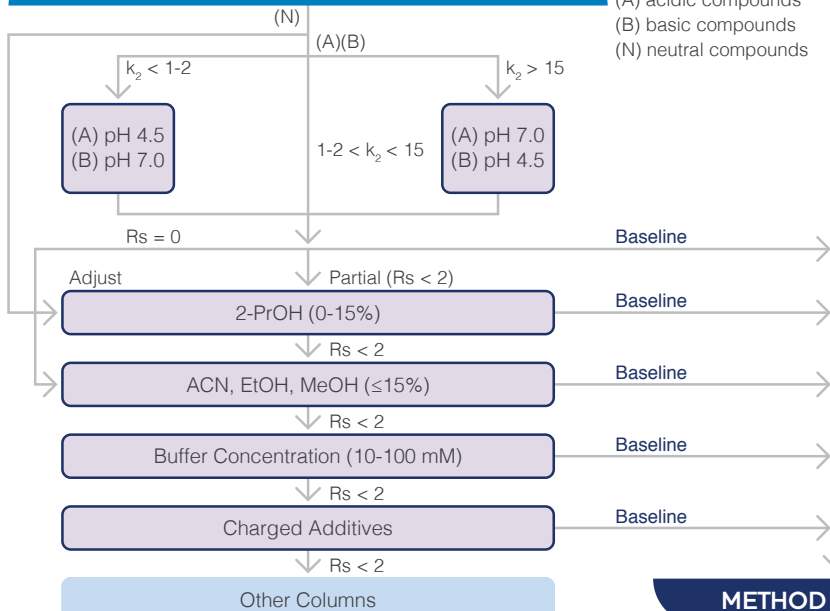 (A) acidic compounds
(B) basic compounds
(N) neutral compounds
(N)
(A)(B)
k₂ < 1-2
k₂ > 15
(A) pH 4.5
(B) pH 7.0
1-2 < k₂ < 15
(A) pH 7.0
(B) pH 4.5
Rs = 0
Baseline
Adjust
Partial (Rs < 2)
2-PrOH (0-15%)
Baseline
Rs < 2
ACN, EtOH, MeOH (≤15%)
Baseline
Rs < 2
Buffer Concentration (10-100 mM)
Baseline
Rs < 2
Charged Additives
Baseline
Rs < 2
Other Columns
METHOD